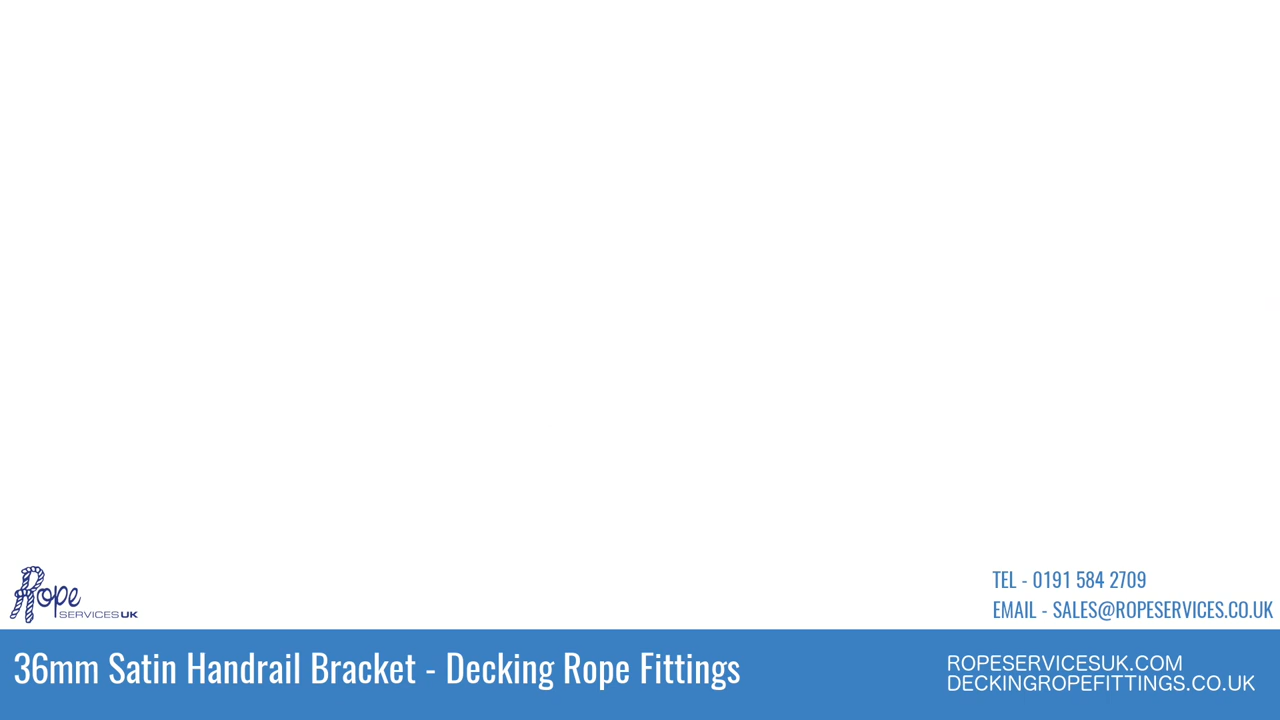 Rope
SERVICES UK
TEL - 0191 584 2709
EMAIL - SALES@ROPESERVICES.CO.UK
36mm Satin Handrail Bracket - Decking Rope Fittings
ROPESERVICESUK.COM
DECKINGROPEFITTINGS.CO.UK